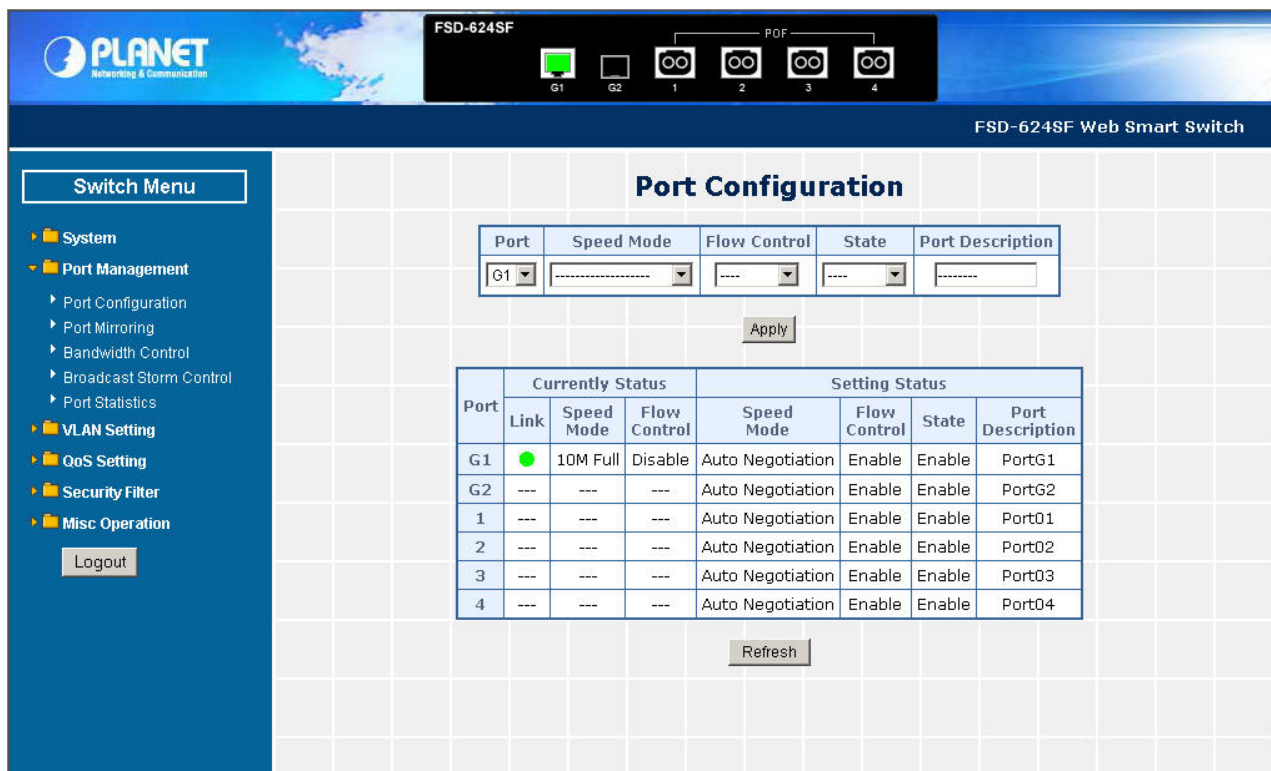 PLANET
Networking & Communication
FSD-624SF
POF
G1 G2 1 2 3 4
FSD-624SF Web Smart Switch
Switch Menu
System
Port Management
Port Configuration
Port Mirroring
Bandwidth Control
Broadcast Storm Control
Port Statistics
VLAN Setting
QoS Setting
Security Filter
Misc Operation
Logout
Port Configuration
Port Speed Mode Flow Control State Port Description
G1 ------------------- ---- ---- --------
Apply
Port Currently Status Setting Status
Link Speed Mode Flow Control Speed Mode Flow Control State Port Description
G1 10M Full Disable Auto Negotiation Enable Enable PortG1
G2 --- --- --- Auto Negotiation Enable Enable PortG2
1 --- --- --- Auto Negotiation Enable Enable Port01
2 --- --- --- Auto Negotiation Enable Enable Port02
3 --- --- --- Auto Negotiation Enable Enable Port03
4 --- --- --- Auto Negotiation Enable Enable Port04
Refresh